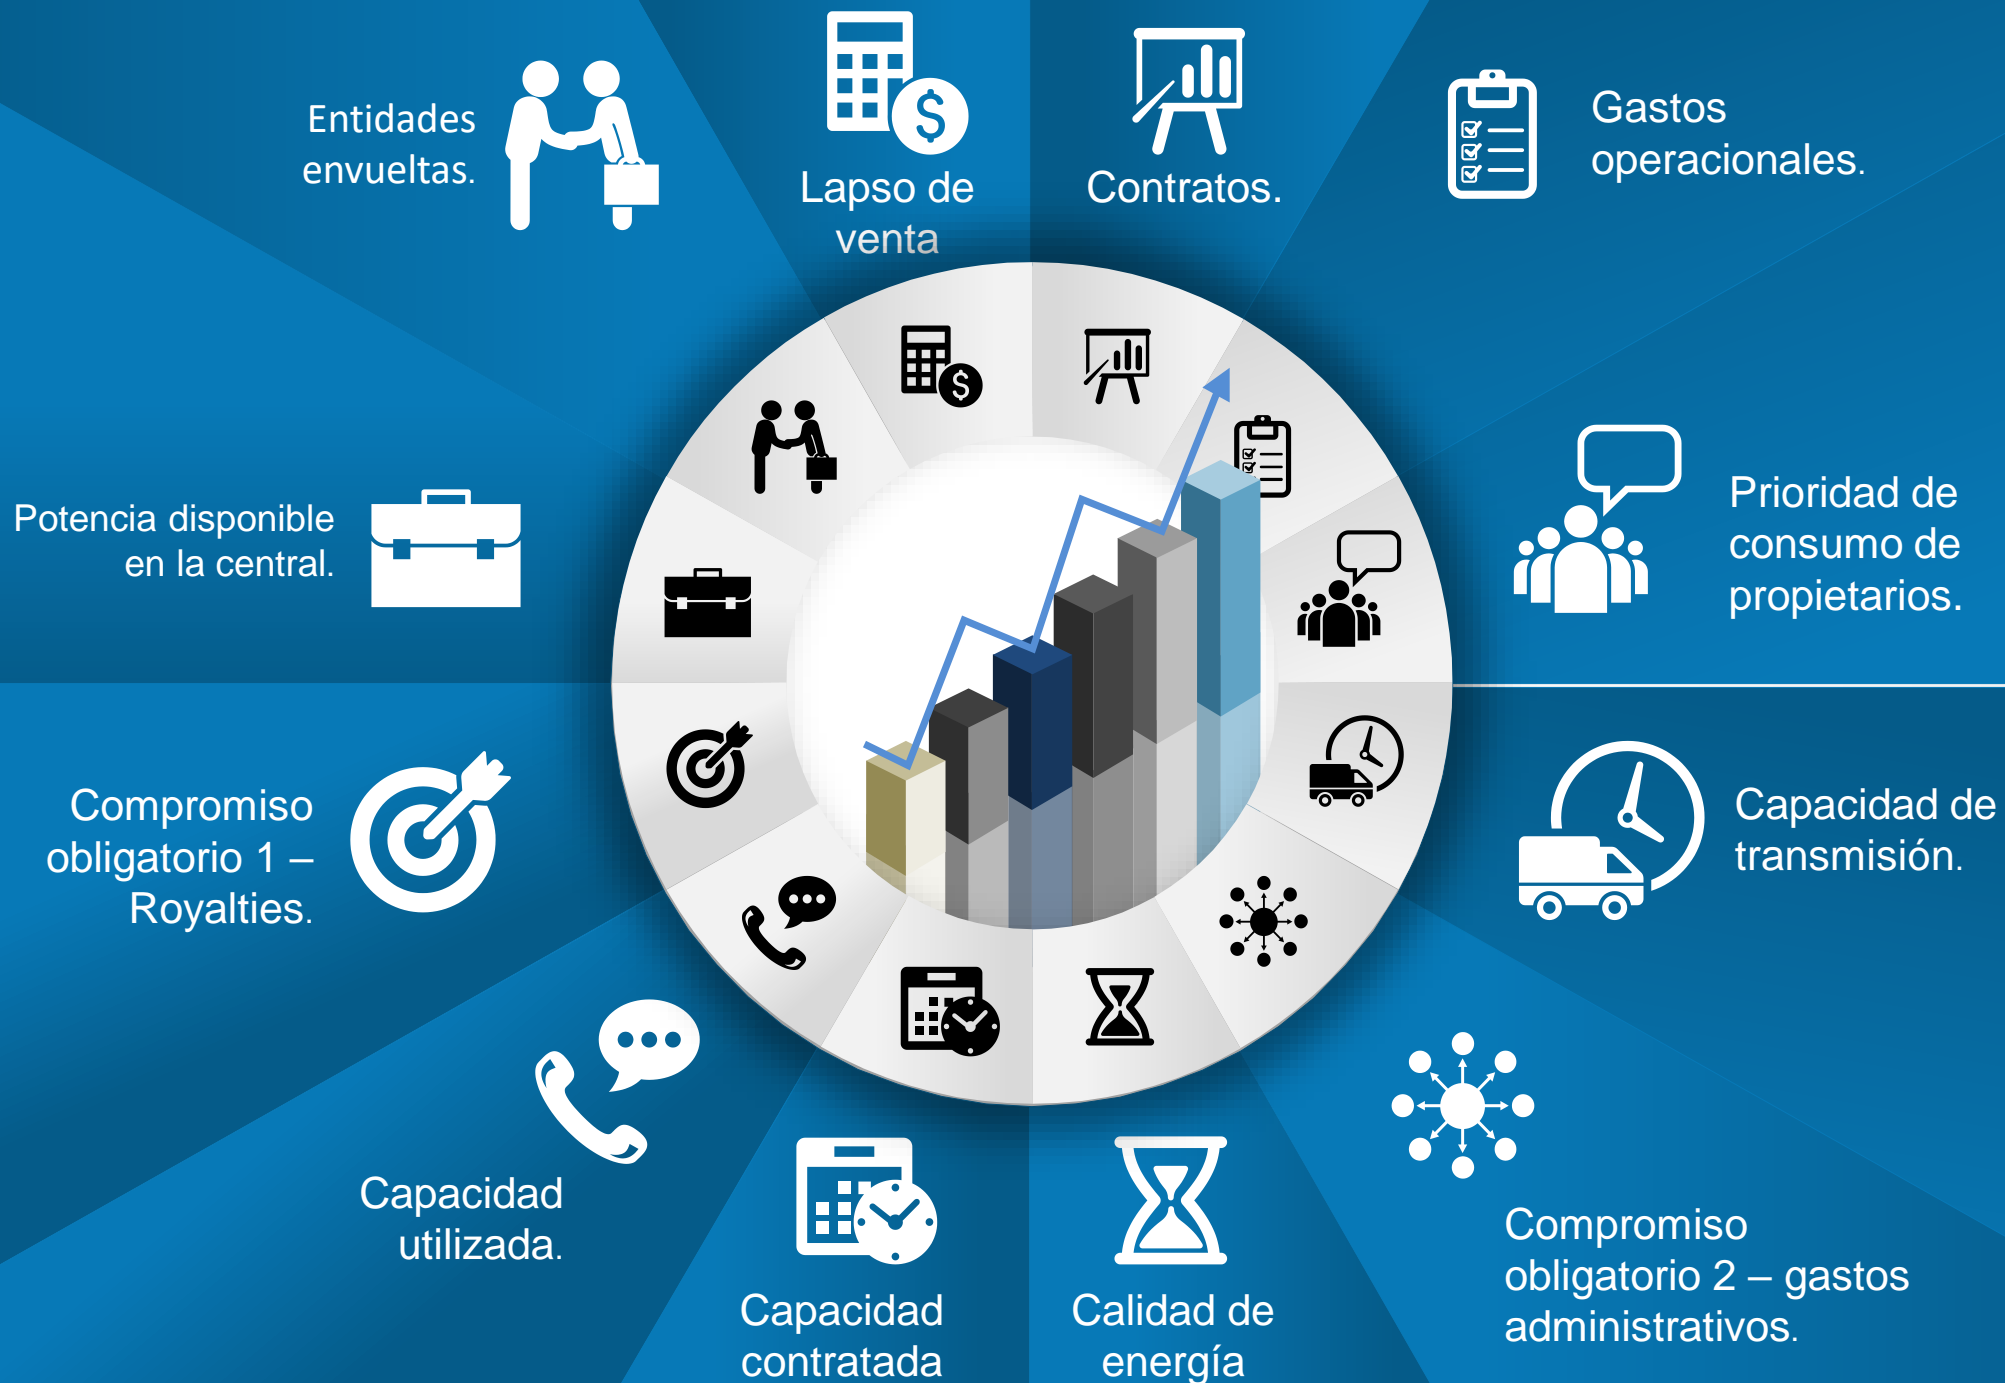 Entidades
envueltas.
Lapso de
venta
Contratos.
Gastos
operacionales.
Potencia disponible
en la central.
Prioridad de
consumo de
propietarios.
Compromiso
obligatorio 1 –
Royalties.
Capacidad de
transmisión.
Capacidad
utilizada.
Capacidad
contratada
Calidad de
energía
Compromiso
obligatorio 2 – gastos
administrativos.